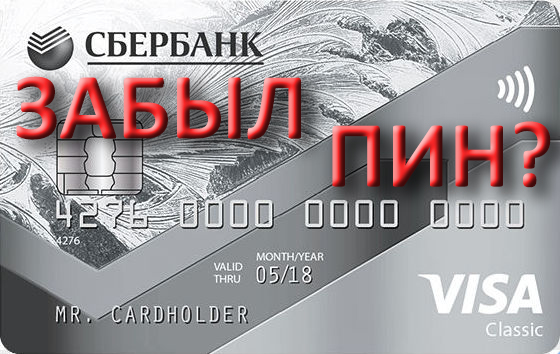 СБЕРБАНК
ЗАБЫЛ
ПИН?
4276 0000 0000 0000
4276
MONTH/YEAR
VALID THRU 05/18
MR. CARDHOLDER
VISA
Classic